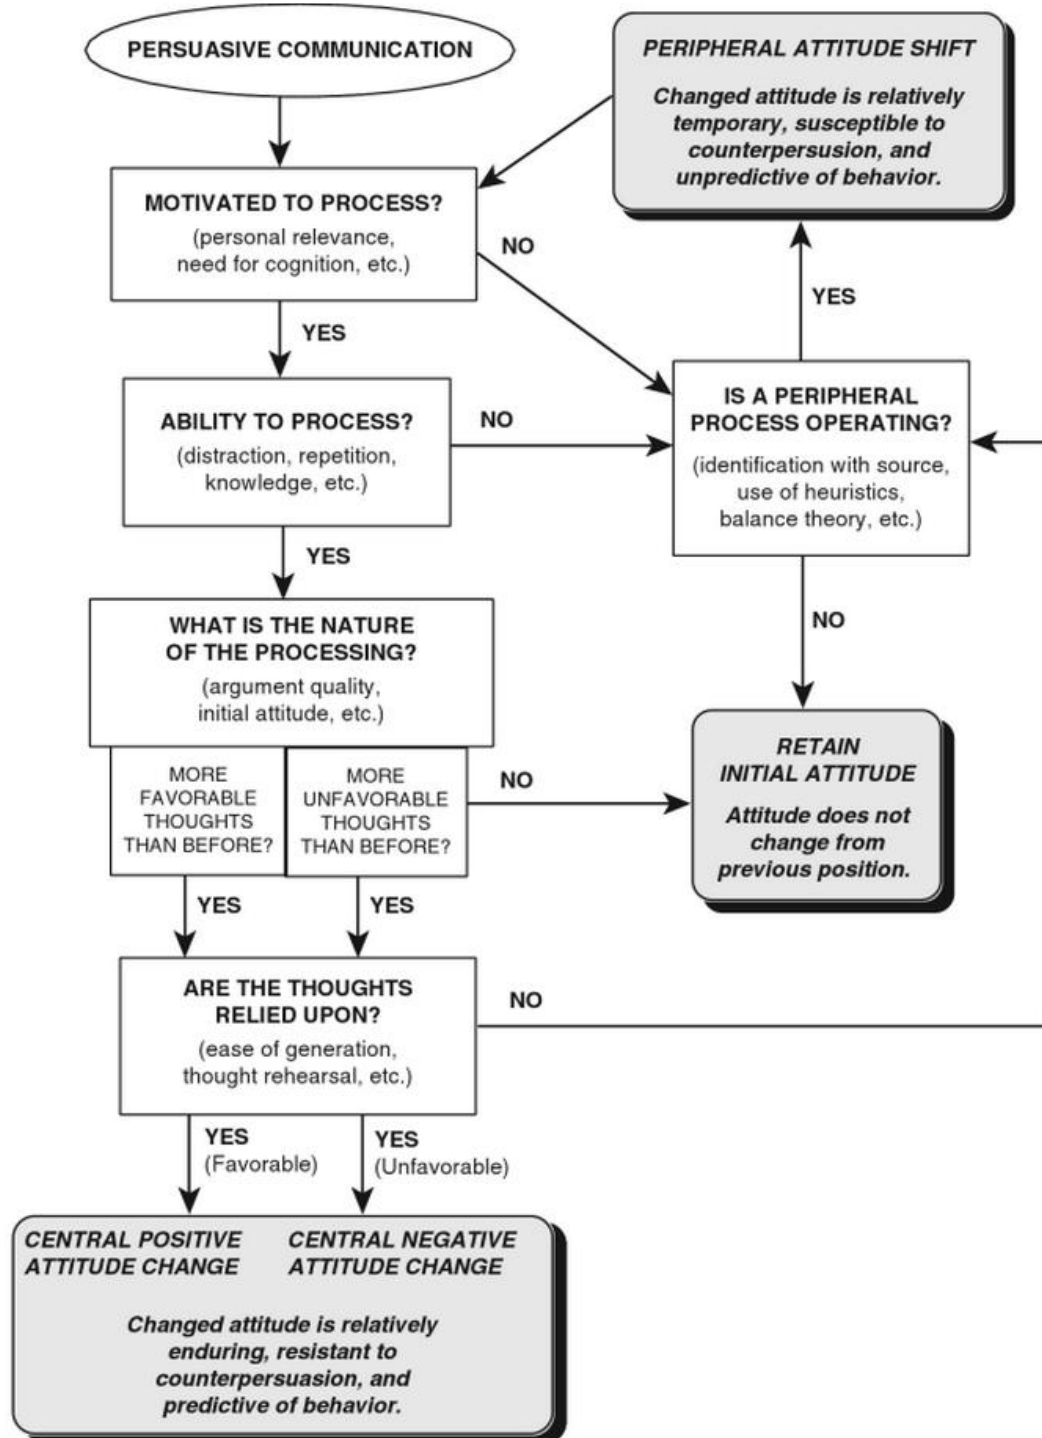 PERSUASIVE COMMUNICATION
PERIPHERAL ATTITUDE SHIFT
Changed attitude is relatively
temporary, susceptible to
counterpersusion, and
unpredictive of behavior.
MOTIVATED TO PROCESS?
(personal relevance,
need for cognition, etc.)
NO
YES
YES
ABILITY TO PROCESS?
(distraction, repetition,
knowledge, etc.)
NO
IS A PERIPHERAL
PROCESS OPERATING?
(identification with source,
use of heuristics,
balance theory, etc.)
YES
NO
WHAT IS THE NATURE
OF THE PROCESSING?
(argument quality,
initial attitude, etc.)
MORE
FAVORABLE
THOUGHTS
THAN BEFORE?
MORE
UNFAVORABLE
THOUGHTS
THAN BEFORE?
NO
RETAIN
INITIAL ATTITUDE
Attitude does not
change from
previous position.
YES
YES
ARE THE THOUGHTS
RELIED UPON?
(ease of generation,
thought rehearsal, etc.)
NO
YES
(Favorable)
YES
(Unfavorable)
CENTRAL POSITIVE
ATTITUDE CHANGE
CENTRAL NEGATIVE
ATTITUDE CHANGE
Changed attitude is relatively
enduring, resistant to
counterpersuasion, and
predictive of behavior.